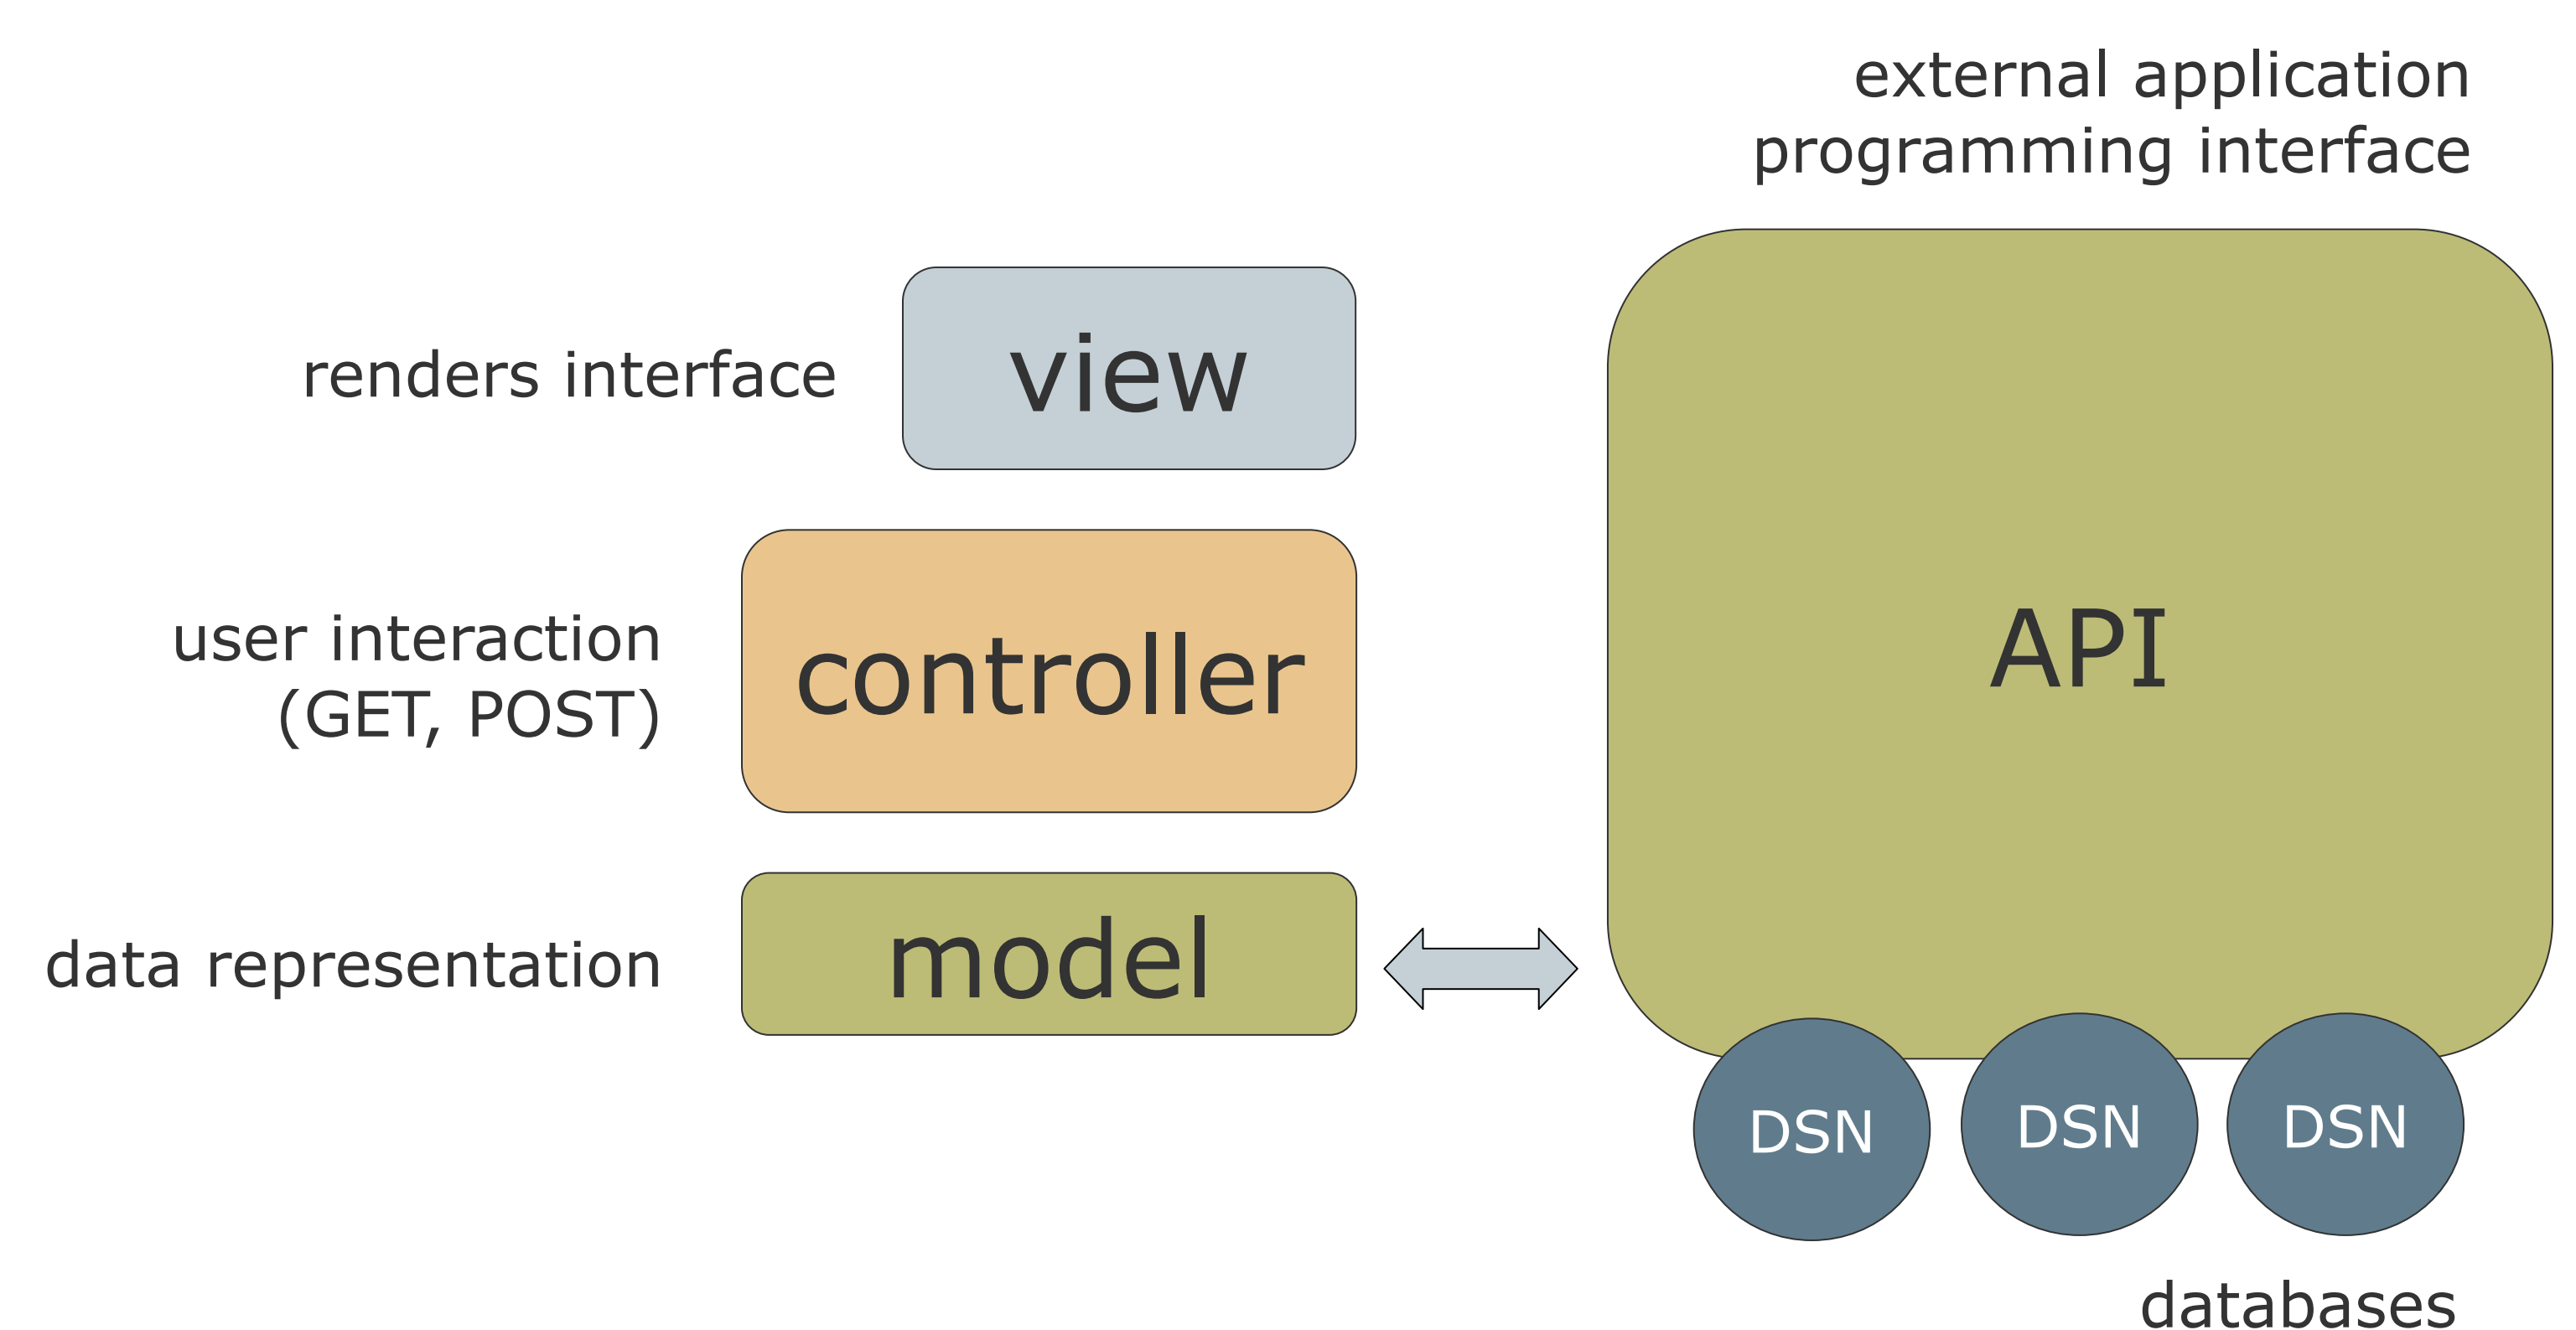 external application
programming interface
renders interface
view
user interaction
(GET, POST)
controller
API
data representation
model
DSN
DSN
DSN
databases